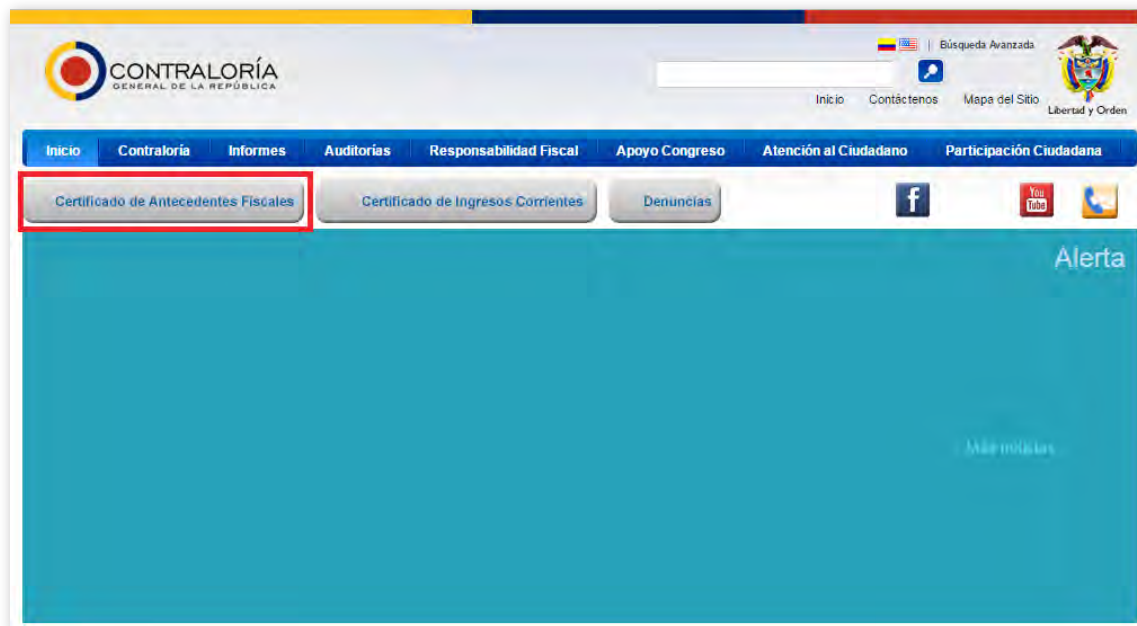 CONTRALORÍA
GENERAL DE LA REPÚBLICA
Búsqueda Avanzada
Inicio Contáctenos Mapa del Sitio
Libertad y Orden
Inicio Contraloría Informes Auditorías Responsabilidad Fiscal Apoyo Congreso Atención al Ciudadano Participación Ciudadana
Certificado de Antecedentes Fiscales Certificado de Ingresos Corrientes Denuncias
You
Tube
Alerta
Más noticias